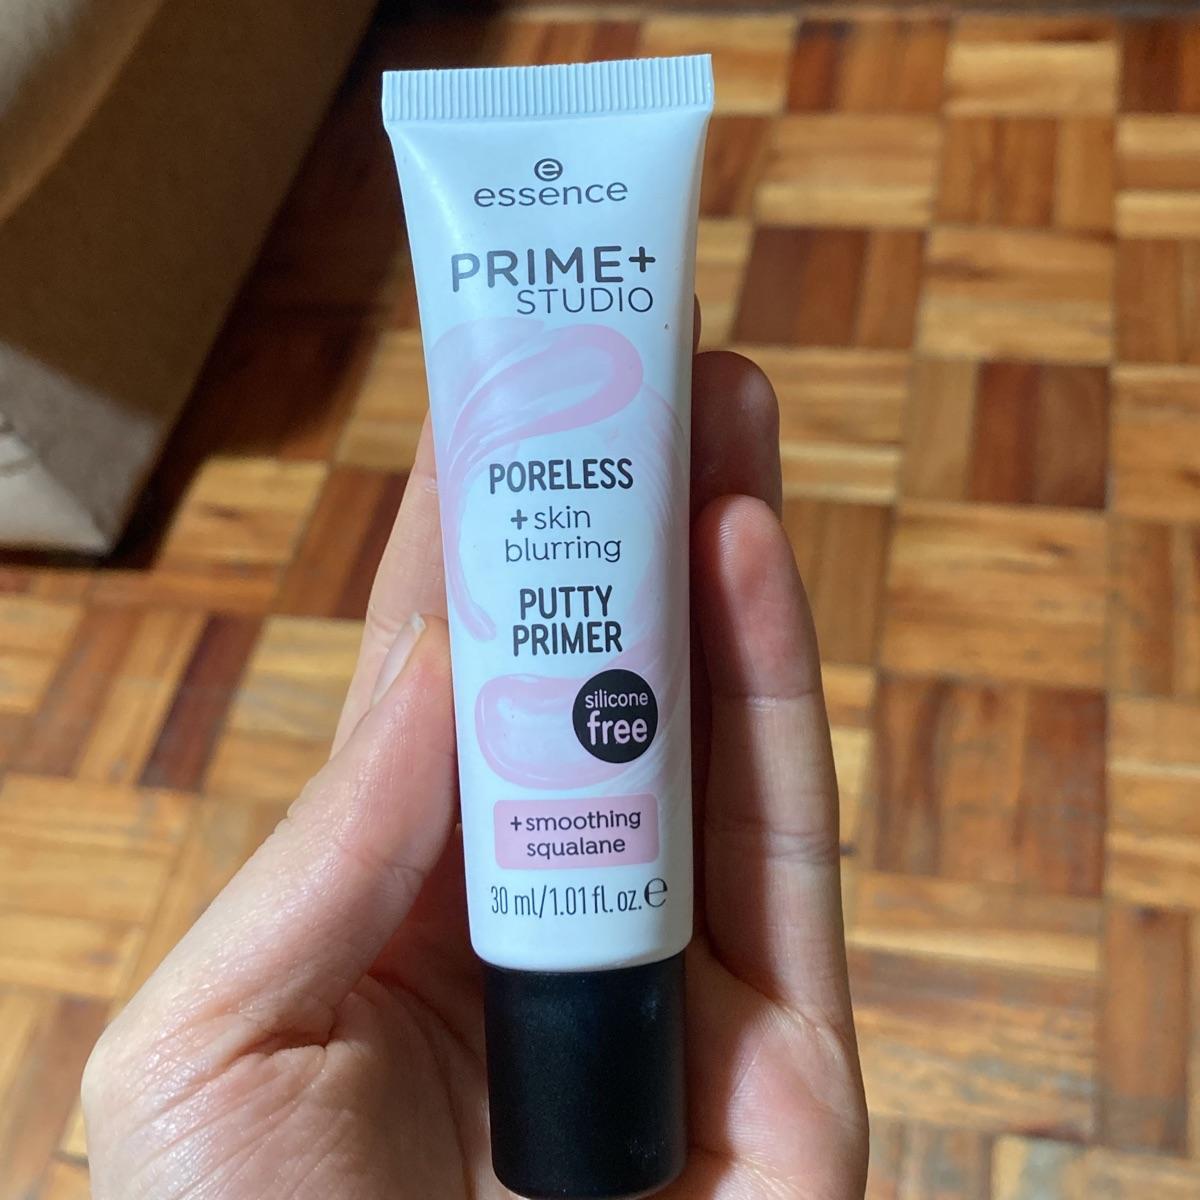 e
essence
PRIME+
STUDIO
PORELESS
+skin
blurring
PUTTY
PRIMER
silicone
free
+smoothing
squalane
30 ml/1.01 fl. oz. ℮